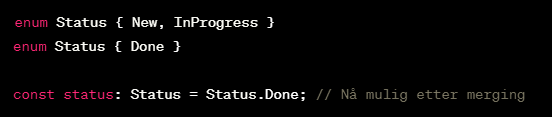 enum Status { New, InProgress }
enum Status { Done }
const status: Status = Status.Done; // Nå mulig etter merging